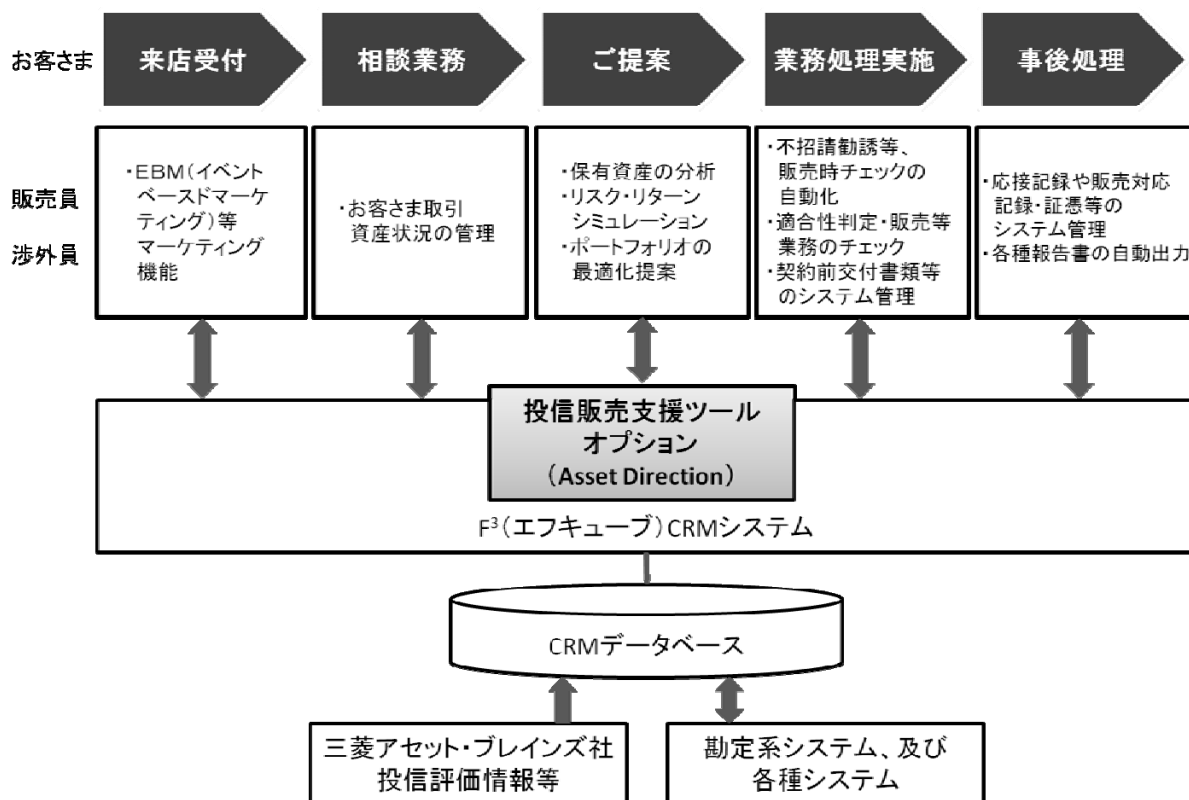 お客さま
来店受付
相談業務
ご提案
業務処理実施
事後処理
販売員
渉外員
・EBM(イベント
ベースドマーケ
ティング)等
マーケティング
機能
・お客さま取引
資産状況の管理
・保有資産の分析
・リスク・リターン
シミュレーション
・ポートフォリオの
最適化提案
・不招請勧誘等、
販売時チェックの
自動化
・適合性判定・販売等
業務のチェック
・契約前交付書類等
のシステム管理
・応接記録や販売対応
記録・証憑等の
システム管理
・各種報告書の自動出力
投信販売支援ツール
オプション
(Asset Direction)
F³(エフキューブ)CRMシステム
CRMデータベース
三菱アセット・ブレインズ社
投信評価情報等
勘定系システム、及び
各種システム